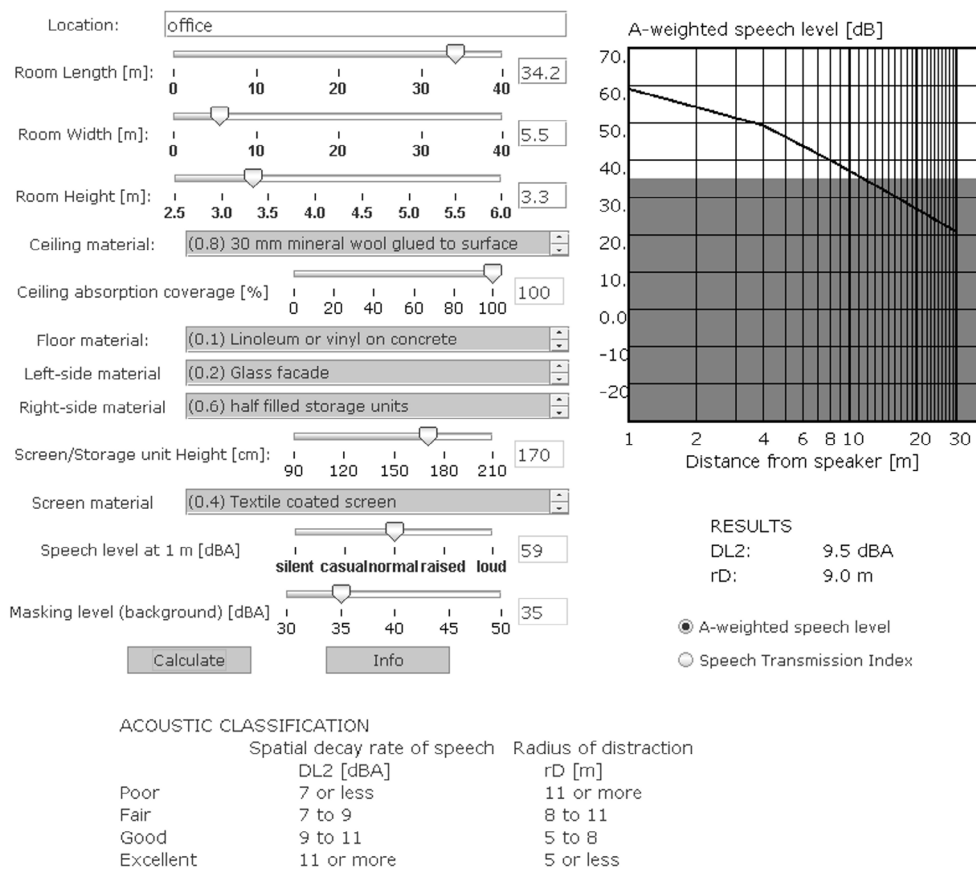 Location: office
Room Length [m]: 34.2
0 10 20 30 40
Room Width [m]: 5.5
0 10 20 30 40
Room Height [m]: 3.3
2.5 3.0 3.5 4.0 4.5 5.0 5.5 6.0
Ceiling material: (0.8) 30 mm mineral wool glued to surface
Ceiling absorption coverage [%] 100
0 20 40 60 80 100
Floor material: (0.1) Linoleum or vinyl on concrete
Left-side material (0.2) Glass facade
Right-side material (0.6) half filled storage units
Screen/Storage unit Height [cm]: 170
90 120 150 180 210
Screen material (0.4) Textile coated screen
Speech level at 1 m [dBA] 59
silent casual normal raised loud
Masking level (background) [dBA] 35
30 35 40 45 50
Calculate Info
A-weighted speech level [dB]
70.
60.
50.
40.
30.
20.
10.
0.0
-10
-20
1 2 4 6 8 10 20 30
Distance from speaker [m]
RESULTS
DL2: 9.5 dBA
rD: 9.0 m
A-weighted speech level
Speech Transmission Index
ACOUSTIC CLASSIFICATION
Spatial decay rate of speech Radius of distraction
DL2 [dBA] rD [m]
Poor 7 or less 11 or more
Fair 7 to 9 8 to 11
Good 9 to 11 5 to 8
Excellent 11 or more 5 or less